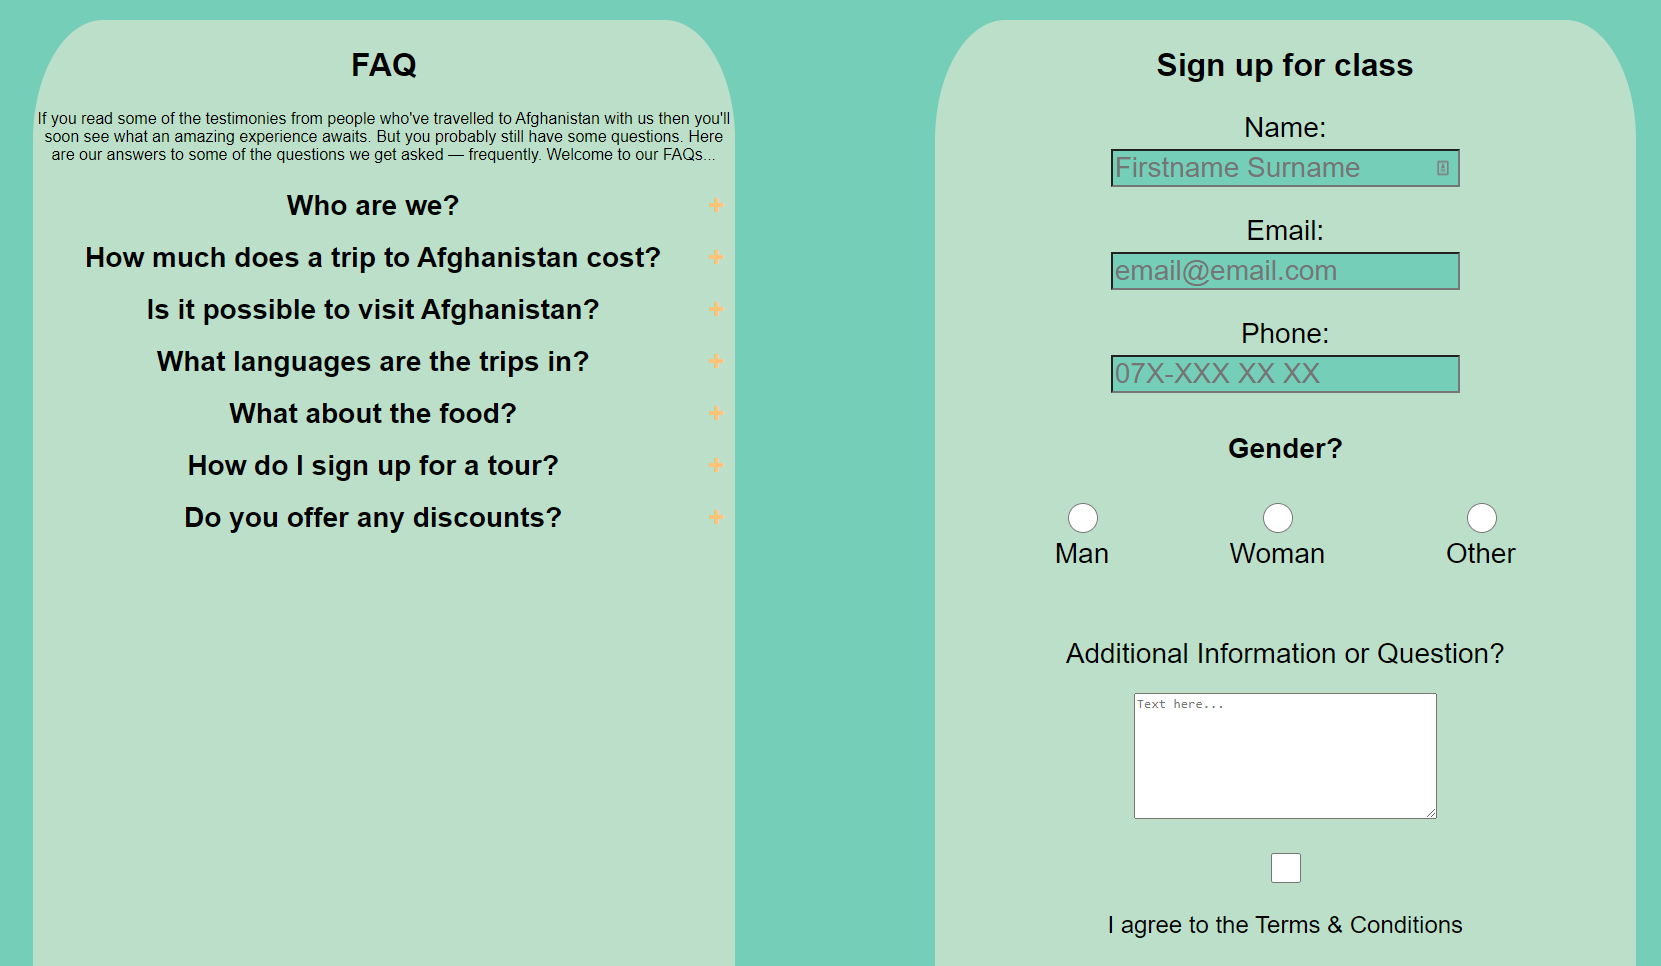 FAQ
If you read some of the testimonies from people who've travelled to Afghanistan with us then you'll
soon see what an amazing experience awaits. But you probably still have some questions. Here
are our answers to some of the questions we get asked — frequently. Welcome to our FAQs...
Who are we? +
How much does a trip to Afghanistan cost? +
Is it possible to visit Afghanistan? +
What languages are the trips in? +
What about the food? +
How do I sign up for a tour? +
Do you offer any discounts? +
Sign up for class
Name:
Firstname Surname
Email:
email@email.com
Phone:
07X-XXX XX XX
Gender?
Man Woman Other
Additional Information or Question?
Text here...
I agree to the Terms & Conditions